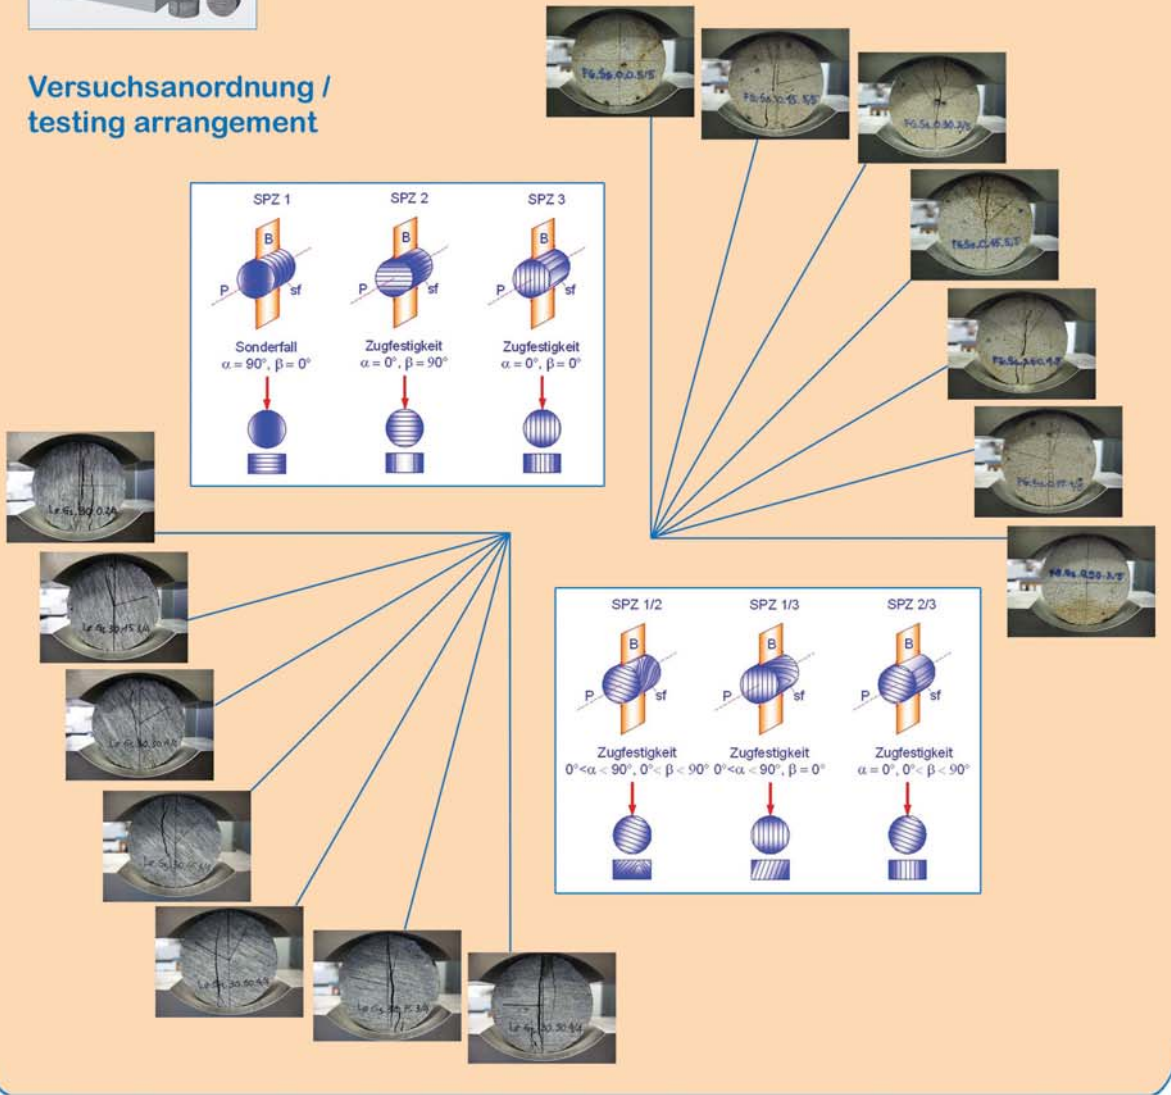 Versuchsanordnung /
testing arrangement
SPZ 1
SPZ 2
SPZ 3
B
B
B
P
sf
P
sf
P
sf
Sonderfall
Zugfestigkeit
Zugfestigkeit
α = 90°, β = 0°
α = 0°, β = 90°
α = 0°, β = 0°
SPZ 1/2
SPZ 1/3
SPZ 2/3
B
B
B
P
sf
P
sf
P
sf
Zugfestigkeit
Zugfestigkeit
Zugfestigkeit
0°<α < 90°, 0°< β < 90°
0°<α < 90°, β = 0°
α = 0°, 0°< β < 90°